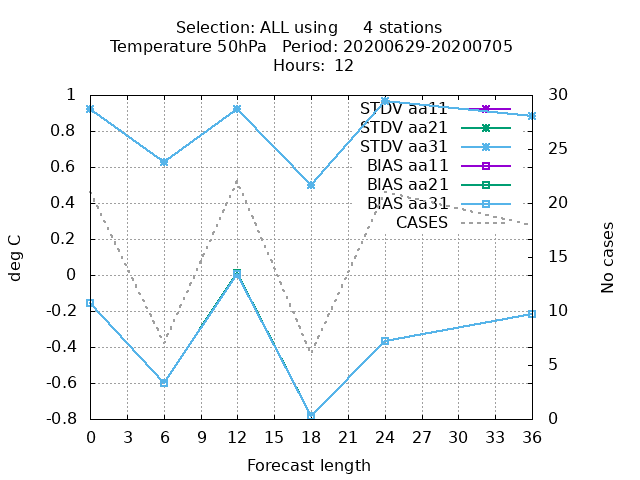 Selection: ALL using     4 stations
Temperature 50hPa   Period: 20200629-20200705
Hours: 12
1
0.8
0.6
0.4
0.2
0
-0.2
-0.4
-0.6
-0.8
deg C
STDV aa11
STDV aa21
STDV aa31
BIAS aa11
BIAS aa21
BIAS aa31
CASES
30
25
20
15
10
5
0
No cases
0 3 6 9 12 15 18 21 24 27 30 33 36
Forecast length